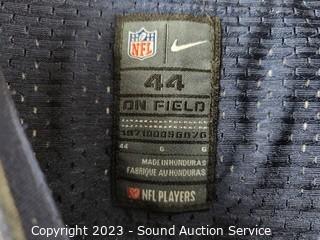 NFL
44
ON FIELD
44 G G
MADE IN HONDURAS
FABRIQUE AU HONDURAS
NFL PLAYERS
Copyright 2023 - Sound Auction Service